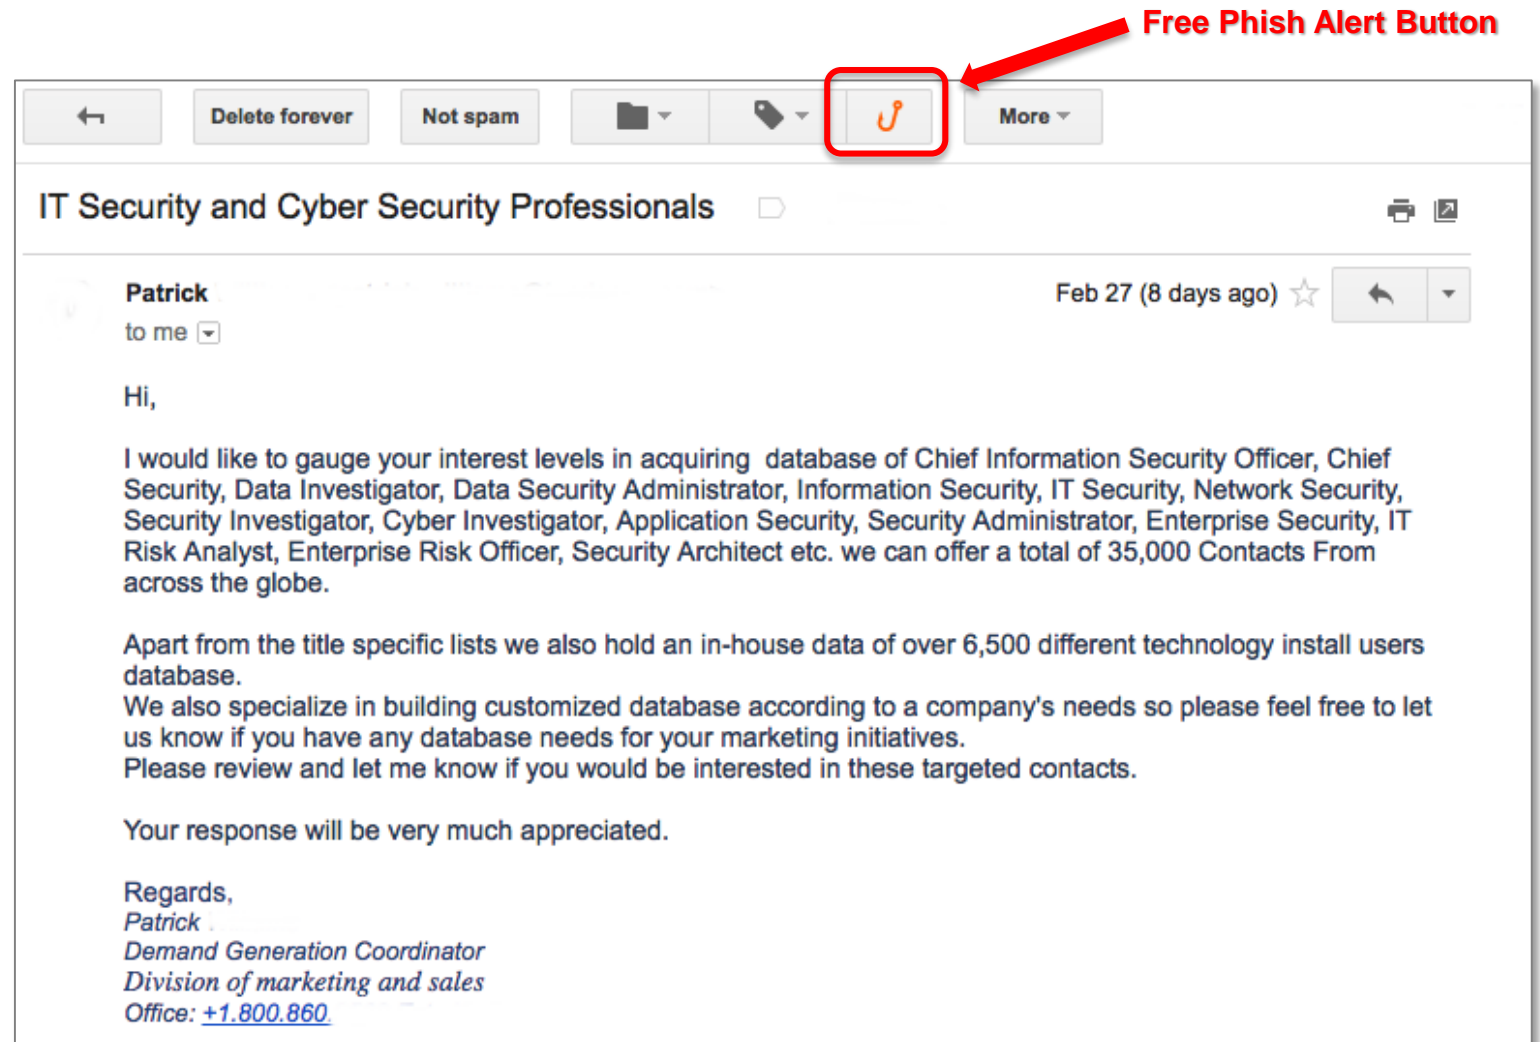 Free Phish Alert Button
Delete forever
Not spam
More
IT Security and Cyber Security Professionals
Patrick
Feb 27 (8 days ago)
to me
Hi,
I would like to gauge your interest levels in acquiring  database of Chief Information Security Officer, Chief
Security, Data Investigator, Data Security Administrator, Information Security, IT Security, Network Security,
Security Investigator, Cyber Investigator, Application Security, Security Administrator, Enterprise Security, IT
Risk Analyst, Enterprise Risk Officer, Security Architect etc. we can offer a total of 35,000 Contacts From
across the globe.
Apart from the title specific lists we also hold an in-house data of over 6,500 different technology install users
database.
We also specialize in building customized database according to a company's needs so please feel free to let
us know if you have any database needs for your marketing initiatives.
Please review and let me know if you would be interested in these targeted contacts.
Your response will be very much appreciated.
Regards,
Patrick
Demand Generation Coordinator
Division of marketing and sales
Office: +1.800.860.